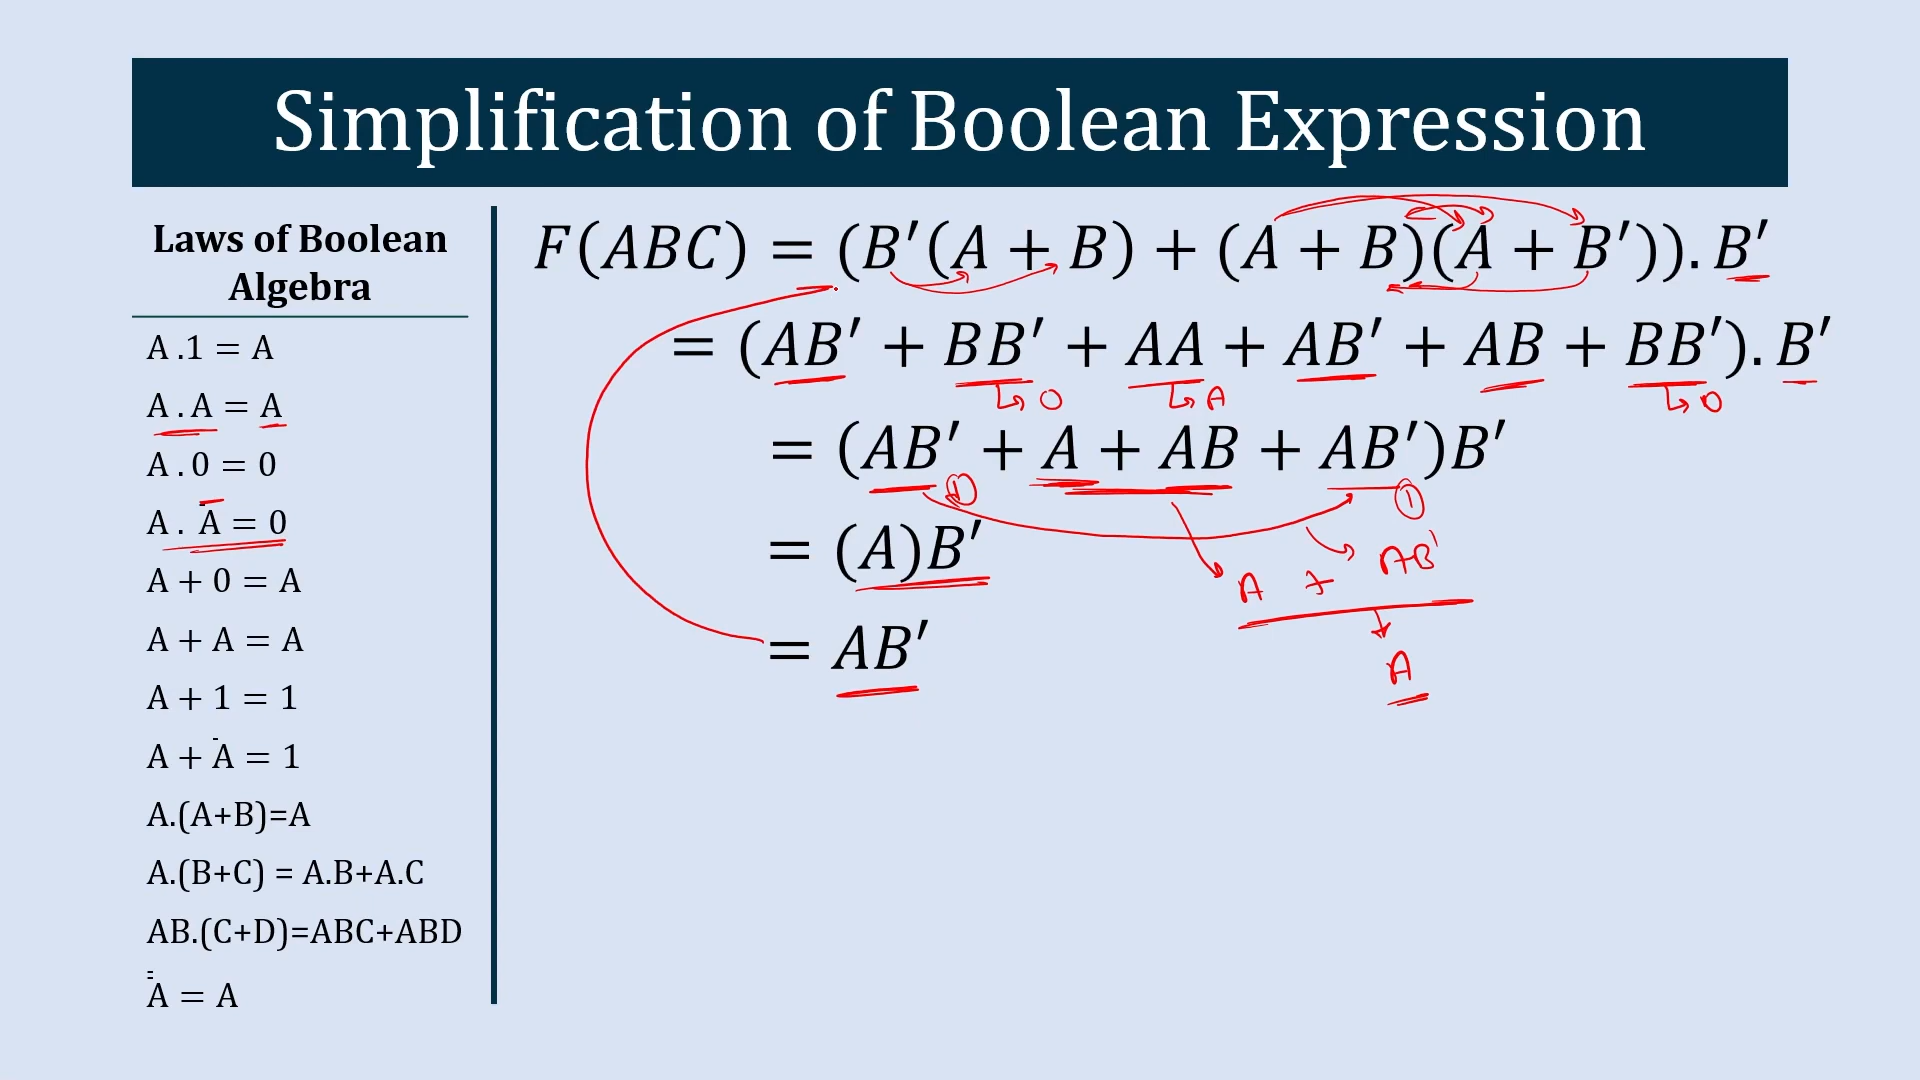 Simplification of Boolean Expression
Laws of Boolean
Algebra
A .1 = A
A . A = A
A . 0 = 0
A . A̅ = 0
A + 0 = A
A + A = A
A + 1 = 1
A + A̅ = 1
A.(A+B)=A
A.(B+C) = A.B+A.C
AB.(C+D)=ABC+ABD
A̿ = A
F(ABC) = (B′(A + B) + (A + B)(A + B′)). B′
= (AB′ + BB′ + AA + AB′ + AB + BB′). B′
0 A 0
= (AB′ + A + AB + AB′)B′
1 1
= (A)B′
A + AB'
= AB′
A